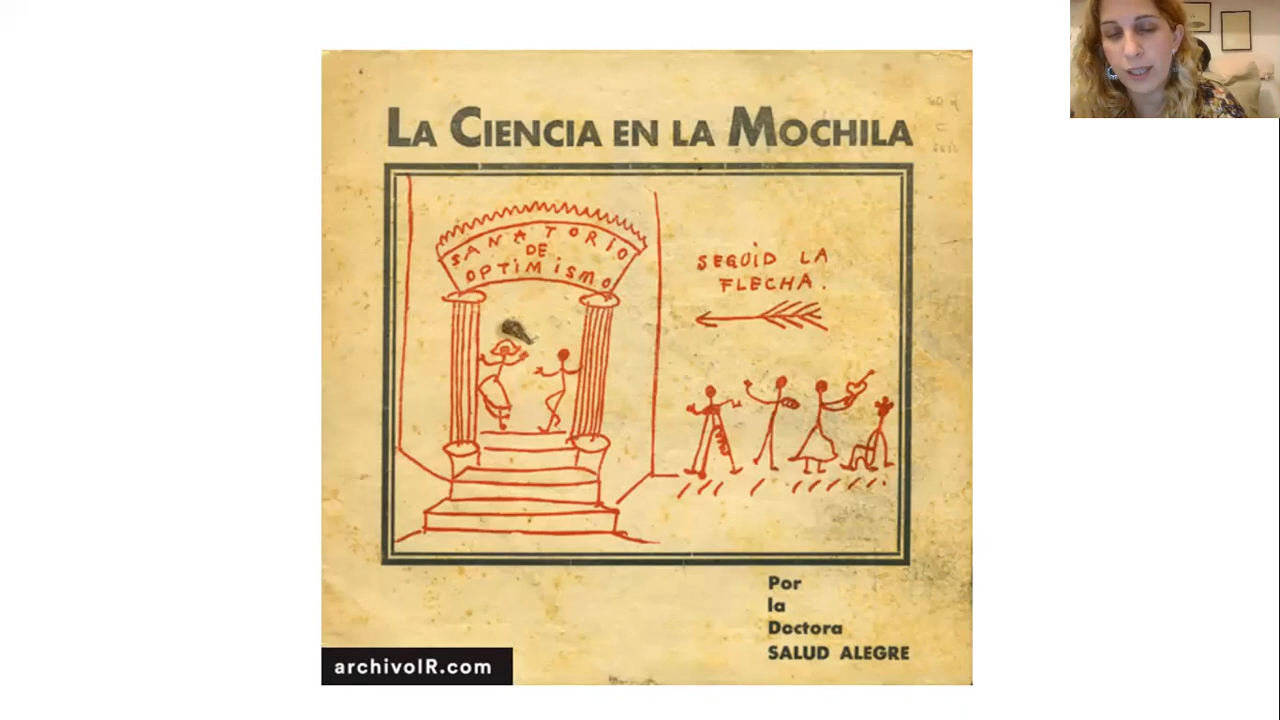 LA CIENCIA EN LA MOCHILA
SANATORIO
DE
OPTIMISMO
SEGUID LA
FLECHA.
Por
la
Doctora
SALUD ALEGRE
archivoIR.com